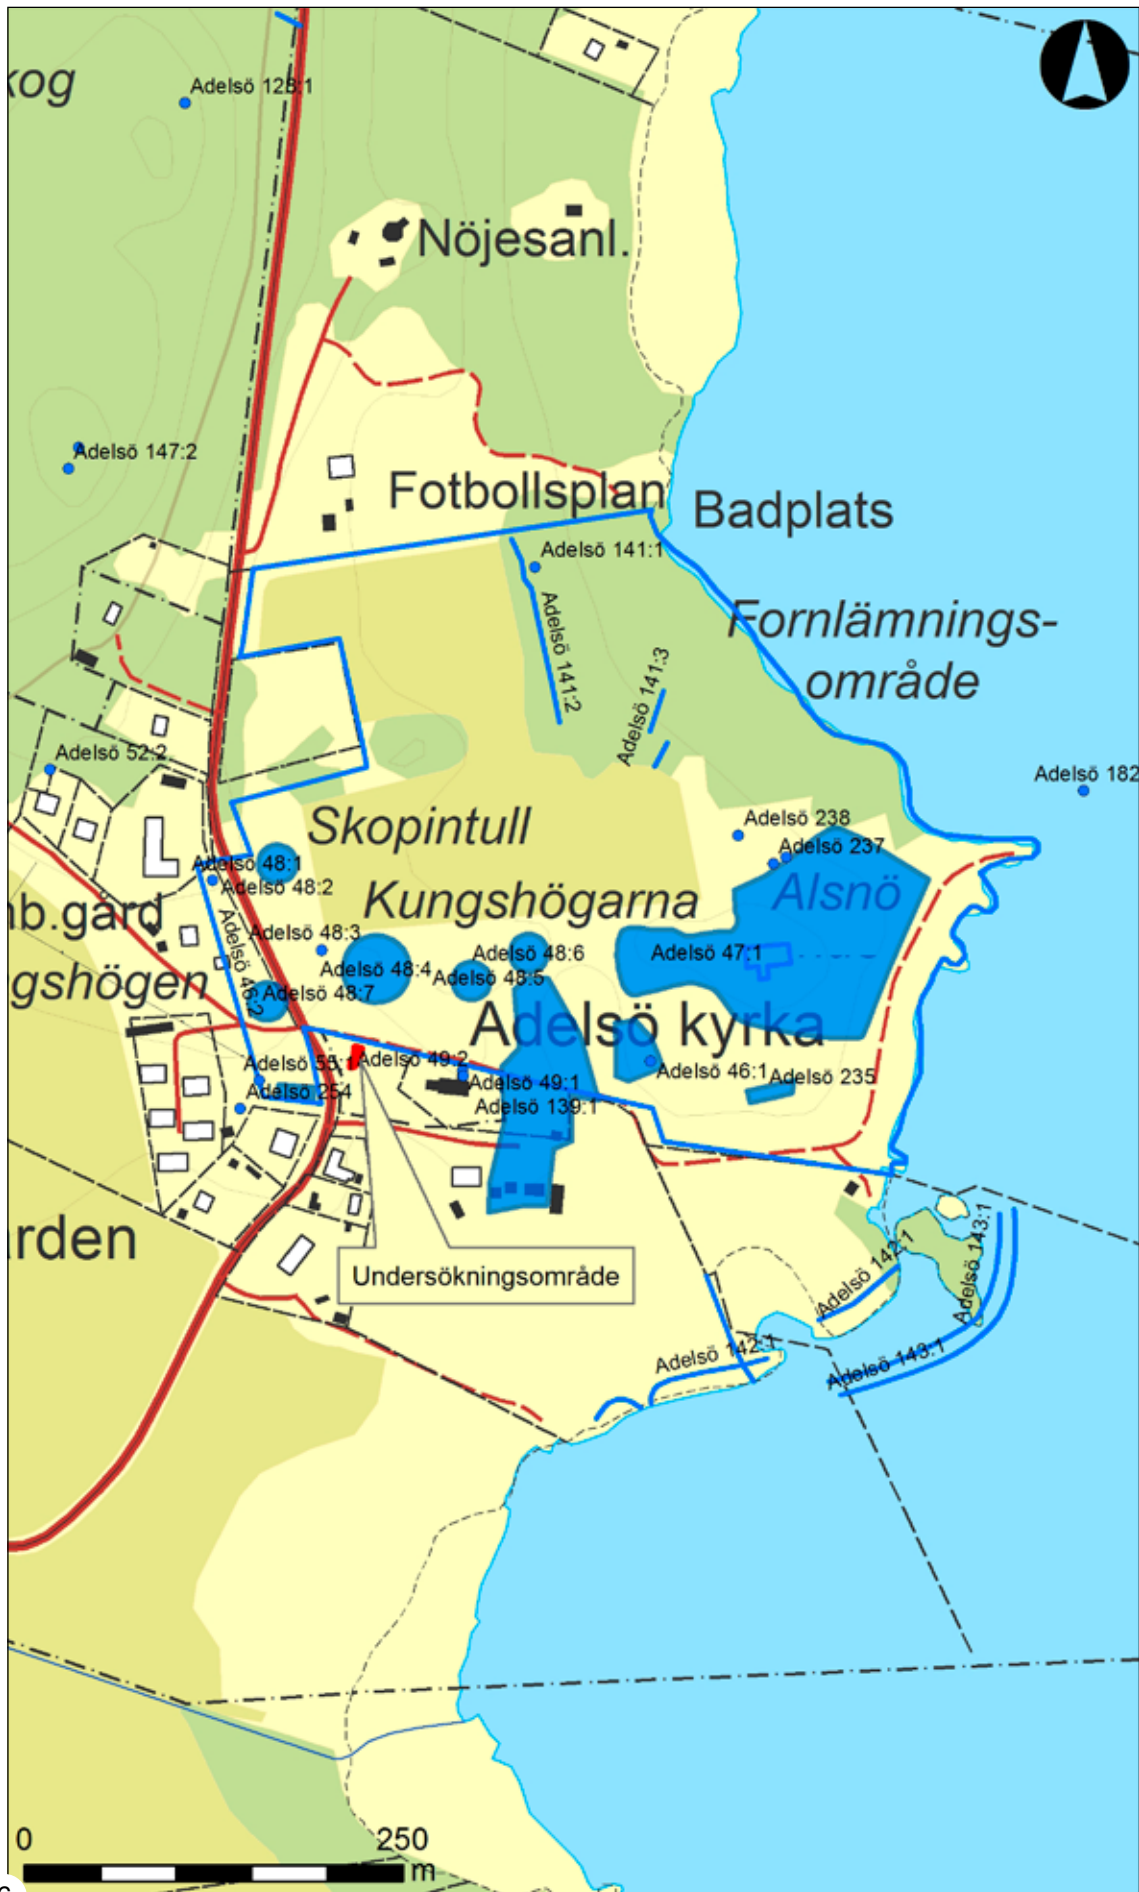 kog
Adelsö 128:1
Nöjesanl.
Adelsö 147:2
Fotbollsplan
Badplats
Adelsö 141:1
Adelsö 141:2
Adelsö 141:3
Fornlämnings-
område
Adelsö 52:2
Adelsö 182
Skopintull
Adelsö 238
Adelsö 237
Adelsö 48:1
Adelsö 48:2
Kungshögarna
Alsnö
nb.gård
Adelsö 46:2
Adelsö 48:3
Adelsö 48:4
Adelsö 48:6
Adelsö 48:5
Adelsö 47:1
gshögen
Adelsö 48:7
Adelsö kyrka
Adelsö 55:1
Adelsö 49:2
Adelsö 46:1
Adelsö 235
Adelsö 254
Adelsö 49:1
Adelsö 139:1
rden
Undersökningsområde
Adelsö 142:1
Adelsö 143:1
Adelsö 142:1
Adelsö 143:1
0
250
m